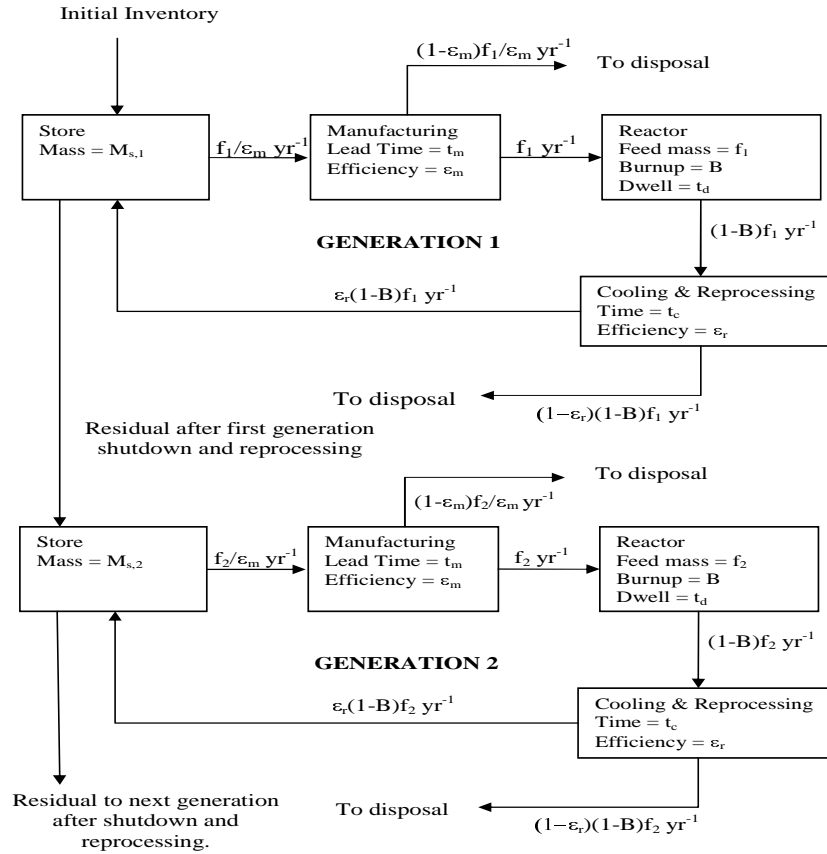 Initial Inventory
(1-εm)f1/εm yr-1
To disposal
Store
Mass = Ms,1
f1/εm yr-1
Manufacturing
Lead Time = tm
Efficiency = εm
f1 yr-1
Reactor
Feed mass = f1
Burnup = B
Dwell = td
(1-B)f1 yr-1
GENERATION 1
εr(1-B)f1 yr-1
Cooling & Reprocessing
Time = tc
Efficiency = εr
To disposal
(1-εr)(1-B)f1 yr-1
Residual after first generation
shutdown and reprocessing
To disposal
(1-εm)f2/εm yr-1
Store
Mass = Ms,2
f2/εm yr-1
Manufacturing
Lead Time = tm
Efficiency = εm
f2 yr-1
Reactor
Feed mass = f2
Burnup = B
Dwell = td
(1-B)f2 yr-1
GENERATION 2
εr(1-B)f2 yr-1
Cooling & Reprocessing
Time = tc
Efficiency = εr
Residual to next generation
after shutdown and
reprocessing.
To disposal
(1-εr)(1-B)f2 yr-1